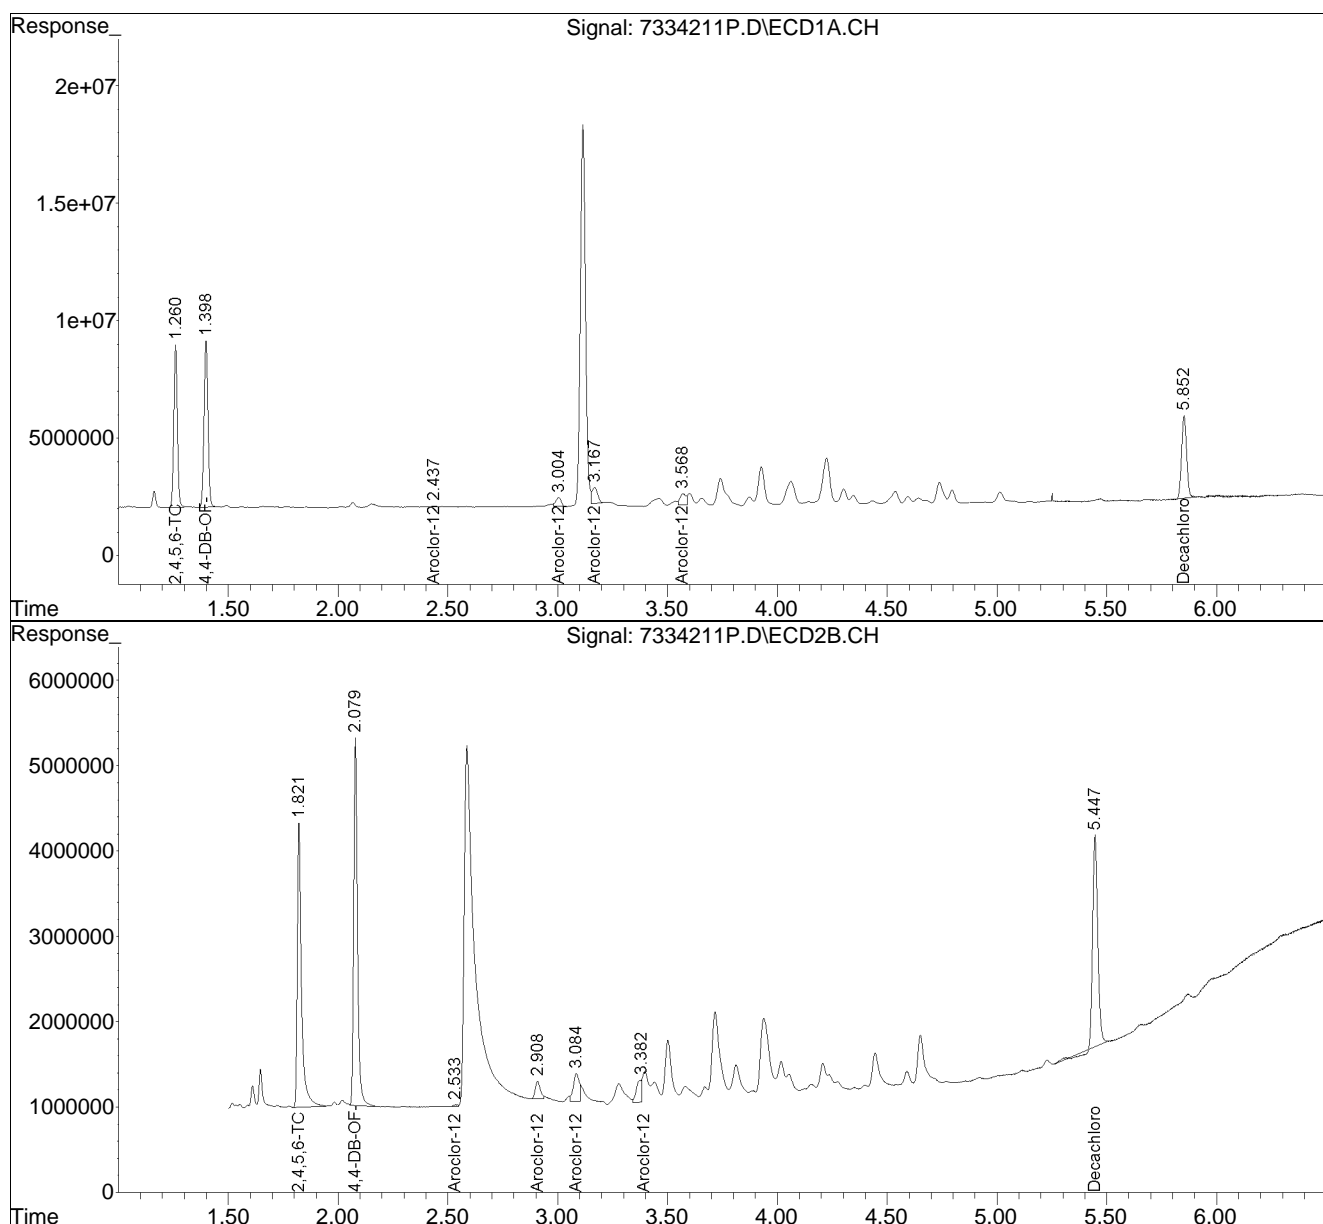 Response_
Signal: 7334211P.D\ECD1A.CH
2e+07
1.5e+07
1e+07
5000000
0
1.260
1.398
2.437
3.004
3.167
3.568
5.852
2,4,5,6-TC
4,4-DB-OF
Aroclor-12
Aroclor-12
Aroclor-12
Aroclor-12
Decachloro
Time
1.50 2.00 2.50 3.00 3.50 4.00 4.50 5.00 5.50 6.00
Response_
Signal: 7334211P.D\ECD2B.CH
6000000
5000000
4000000
3000000
2000000
1000000
0
1.821
2.079
2.533
2.908
3.084
3.382
5.447
2,4,5,6-TC
4,4-DB-OF
Aroclor-12
Aroclor-12
Aroclor-12
Aroclor-12
Decachloro
Time
1.50 2.00 2.50 3.00 3.50 4.00 4.50 5.00 5.50 6.00